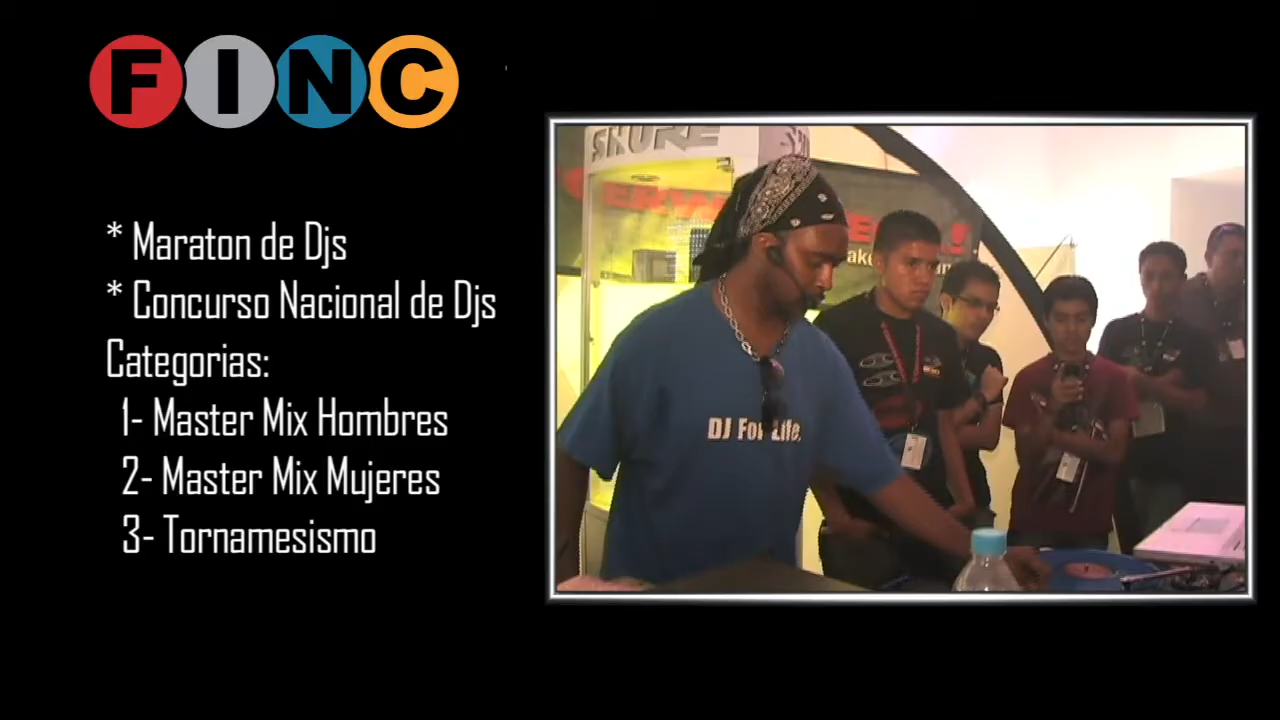 FINC
* Maraton de Djs
* Concurso Nacional de Djs
Categorias:
1- Master Mix Hombres
2- Master Mix Mujeres
3- Tornamesismo
SHURE
DJ For Life.